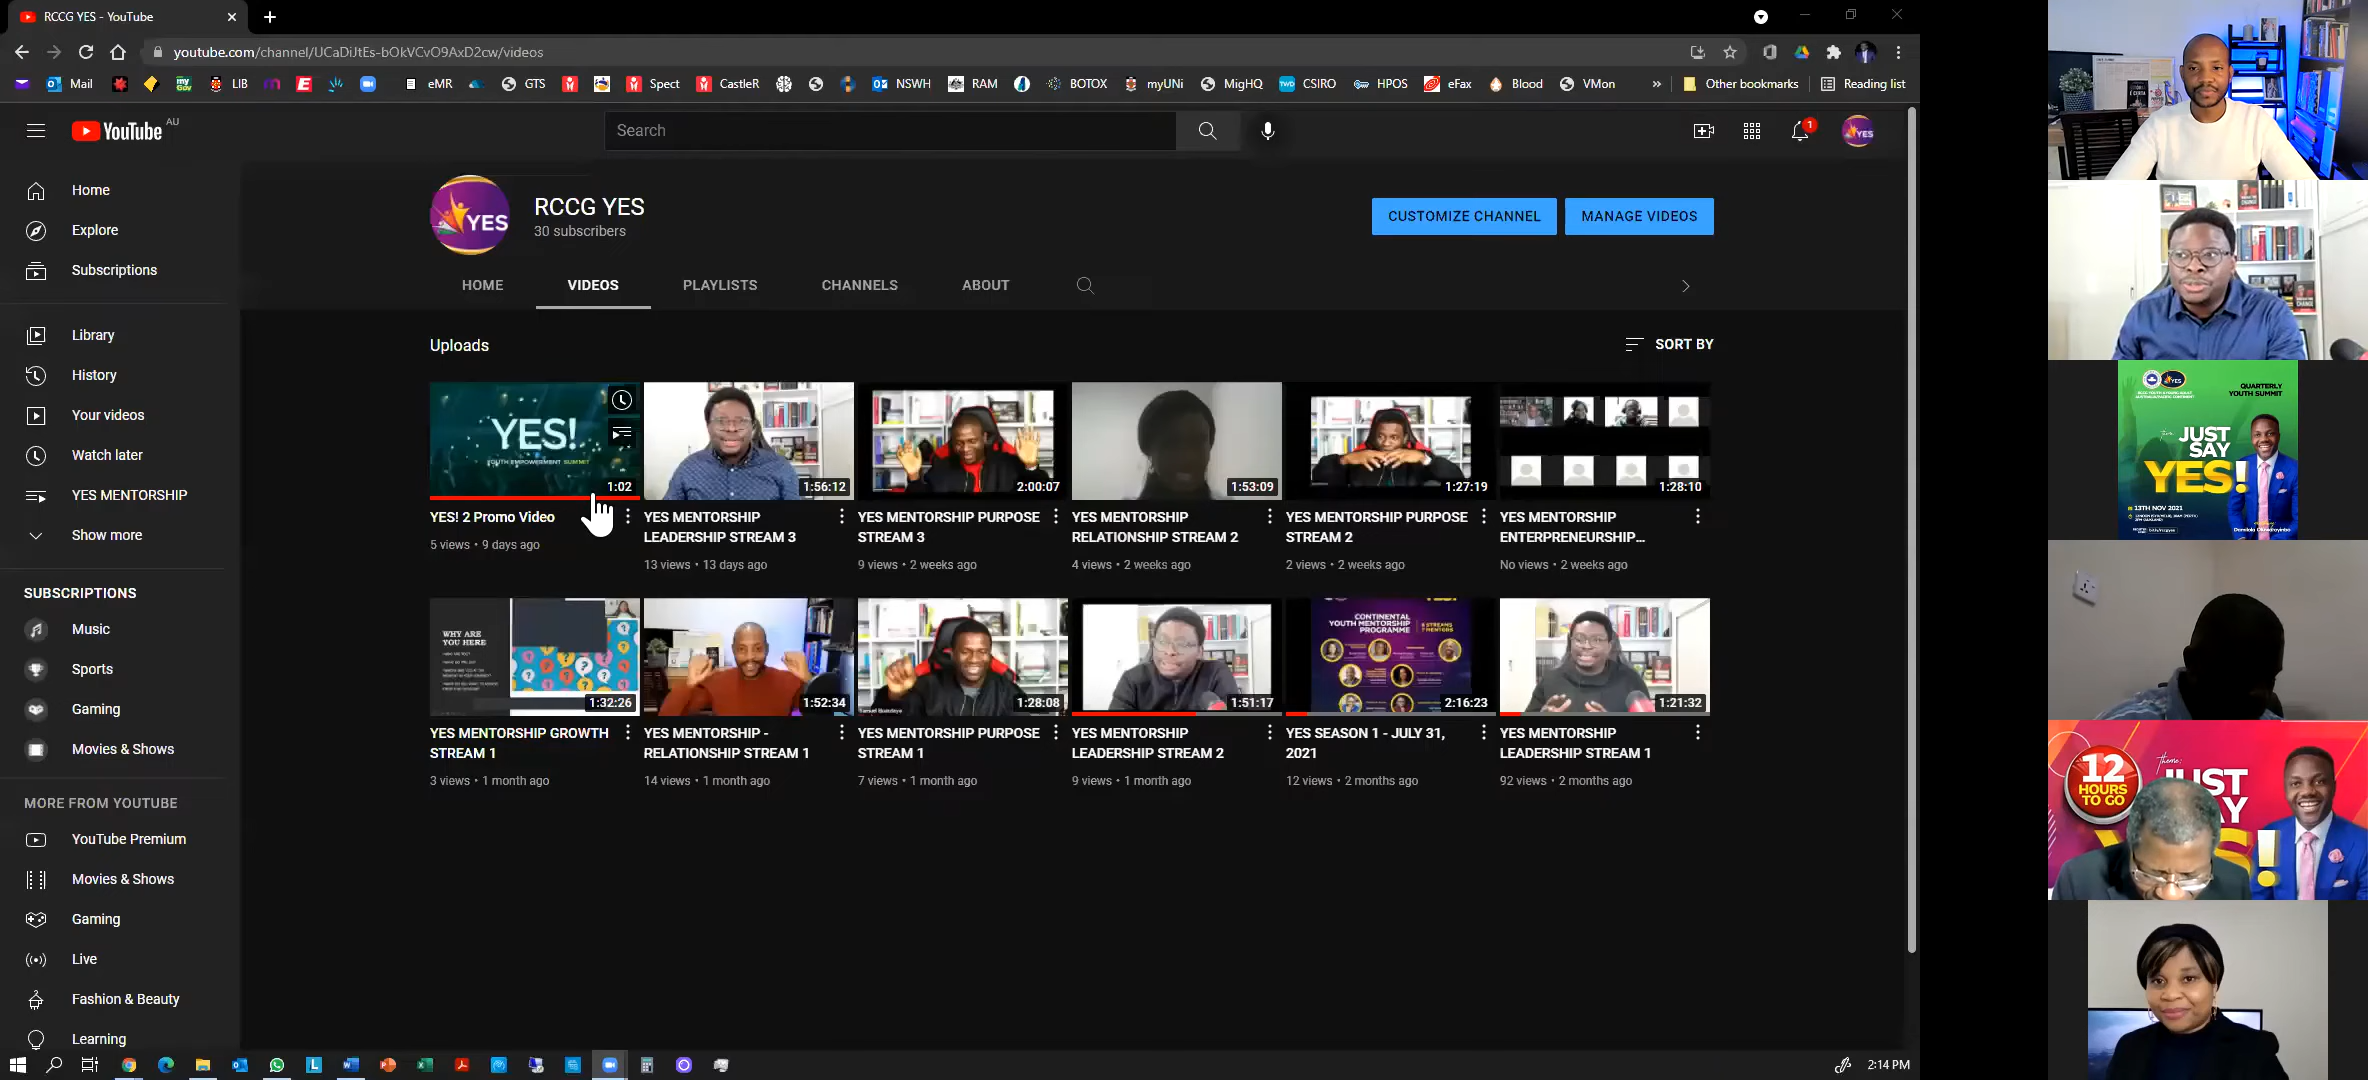 RCCG YES - YouTube
youtube.com/channel/UCaDiJtEs-bOkVCvO9AxD2cw/videos
Mail
LIB
eMR
GTS
Spect
CastleR
NSWH
RAM
BOTOX
myUNi
MigHQ
CSIRO
HPOS
eFax
Blood
VMon
Other bookmarks
Reading list
YouTube AU
Search
1
YES
Home
Explore
Subscriptions
Library
History
Your videos
Watch later
YES MENTORSHIP
Show more
SUBSCRIPTIONS
Music
Sports
Gaming
Movies & Shows
MORE FROM YOUTUBE
YouTube Premium
Movies & Shows
Gaming
Live
Fashion & Beauty
Learning
YES
RCCG YES
30 subscribers
CUSTOMIZE CHANNEL
MANAGE VIDEOS
HOME
VIDEOS
PLAYLISTS
CHANNELS
ABOUT
Uploads
SORT BY
YES!
YOUTH EMPOWERMENT SUMMIT
1:02
YES! 2 Promo Video
5 views • 9 days ago
1:56:12
YES MENTORSHIP
LEADERSHIP STREAM 3
13 views • 13 days ago
2:00:07
YES MENTORSHIP PURPOSE
STREAM 3
9 views • 2 weeks ago
1:53:09
YES MENTORSHIP
RELATIONSHIP STREAM 2
4 views • 2 weeks ago
1:27:19
YES MENTORSHIP PURPOSE
STREAM 2
2 views • 2 weeks ago
1:28:10
YES MENTORSHIP
ENTERPRENEURSHIP...
No views • 2 weeks ago
WHY ARE
YOU HERE
1:32:26
YES MENTORSHIP GROWTH
STREAM 1
3 views • 1 month ago
1:52:34
YES MENTORSHIP -
RELATIONSHIP STREAM 1
14 views • 1 month ago
1:28:08
YES MENTORSHIP PURPOSE
STREAM 1
7 views • 1 month ago
1:51:17
YES MENTORSHIP
LEADERSHIP STREAM 2
9 views • 1 month ago
CONTINENTAL
YOUTH MENTORSHIP
PROGRAMME
2:16:23
YES SEASON 1 - JULY 31,
2021
12 views • 2 months ago
1:21:32
YES MENTORSHIP
LEADERSHIP STREAM 1
92 views • 2 months ago
2:14 PM
QUARTERLY
YOUTH SUMMIT
JUST
SAY
YES!
13TH NOV 2021
12
HOURS
TO GO
Theme: